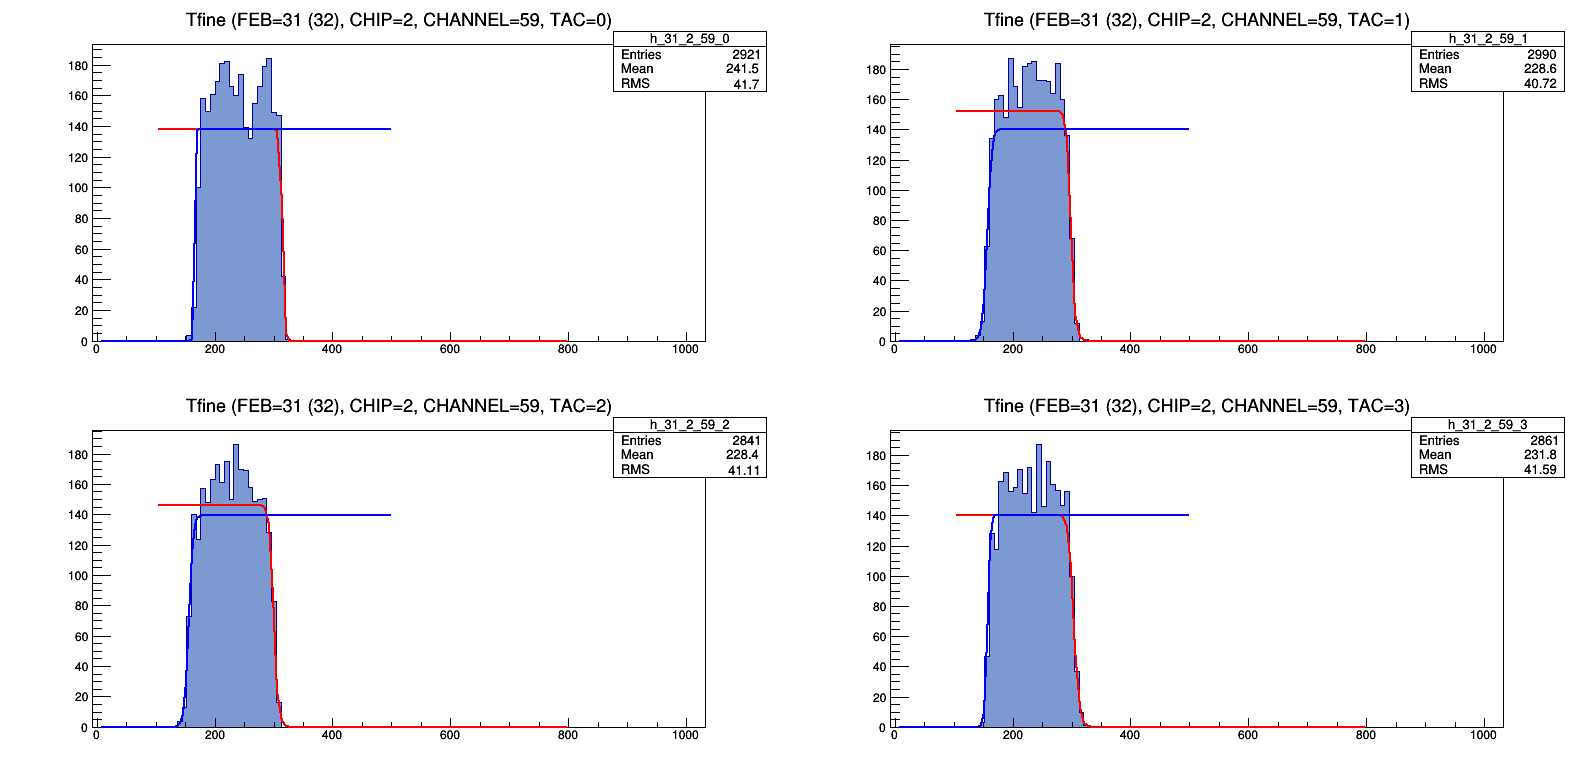 Tfine (FEB=31 (32), CHIP=2, CHANNEL=59, TAC=0)
h_31_2_59_0
Entries 2921
Mean 241.5
RMS 41.7
180
160
140
120
100
80
60
40
20
0
0 200 400 600 800 1000
Tfine (FEB=31 (32), CHIP=2, CHANNEL=59, TAC=1)
h_31_2_59_1
Entries 2990
Mean 228.6
RMS 40.72
180
160
140
120
100
80
60
40
20
0
0 200 400 600 800 1000
Tfine (FEB=31 (32), CHIP=2, CHANNEL=59, TAC=2)
h_31_2_59_2
Entries 2841
Mean 228.4
RMS 41.11
180
160
140
120
100
80
60
40
20
0
0 200 400 600 800 1000
Tfine (FEB=31 (32), CHIP=2, CHANNEL=59, TAC=3)
h_31_2_59_3
Entries 2861
Mean 231.8
RMS 41.59
180
160
140
120
100
80
60
40
20
0
0 200 400 600 800 1000